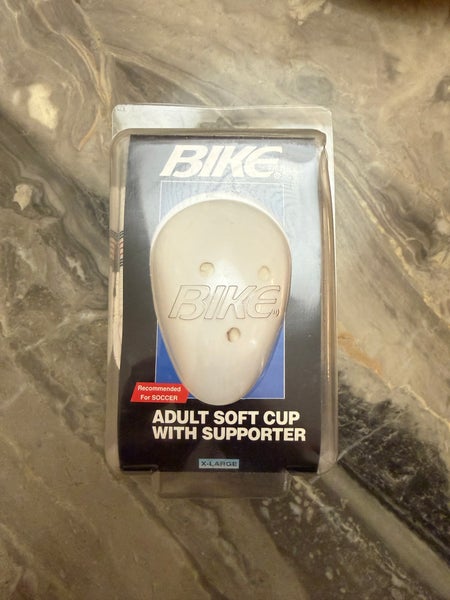 BIKE
BIKE
Recommended
For SOCCER
ADULT SOFT CUP
WITH SUPPORTER
X-LARGE